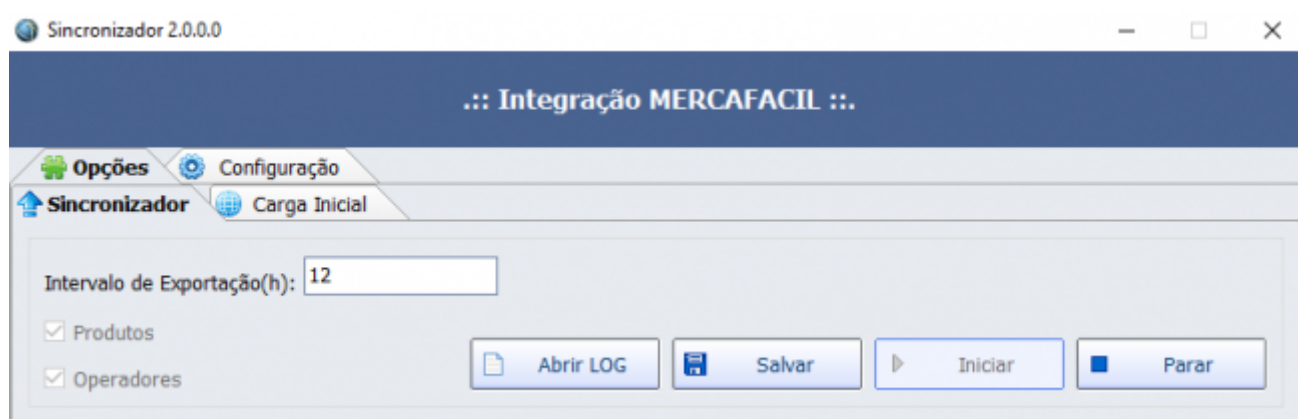 Sincronizador 2.0.0.0
.:: Integração MERCAFACIL ::.
Opções Configuração
Sincronizador Carga Inicial
Intervalo de Exportação(h): 12
Produtos
Operadores
Abrir LOG Salvar Iniciar Parar